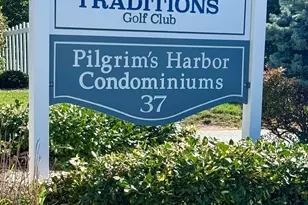 TRADITIONS
Golf Club
Pilgrim's Harbor
Condominiums
37